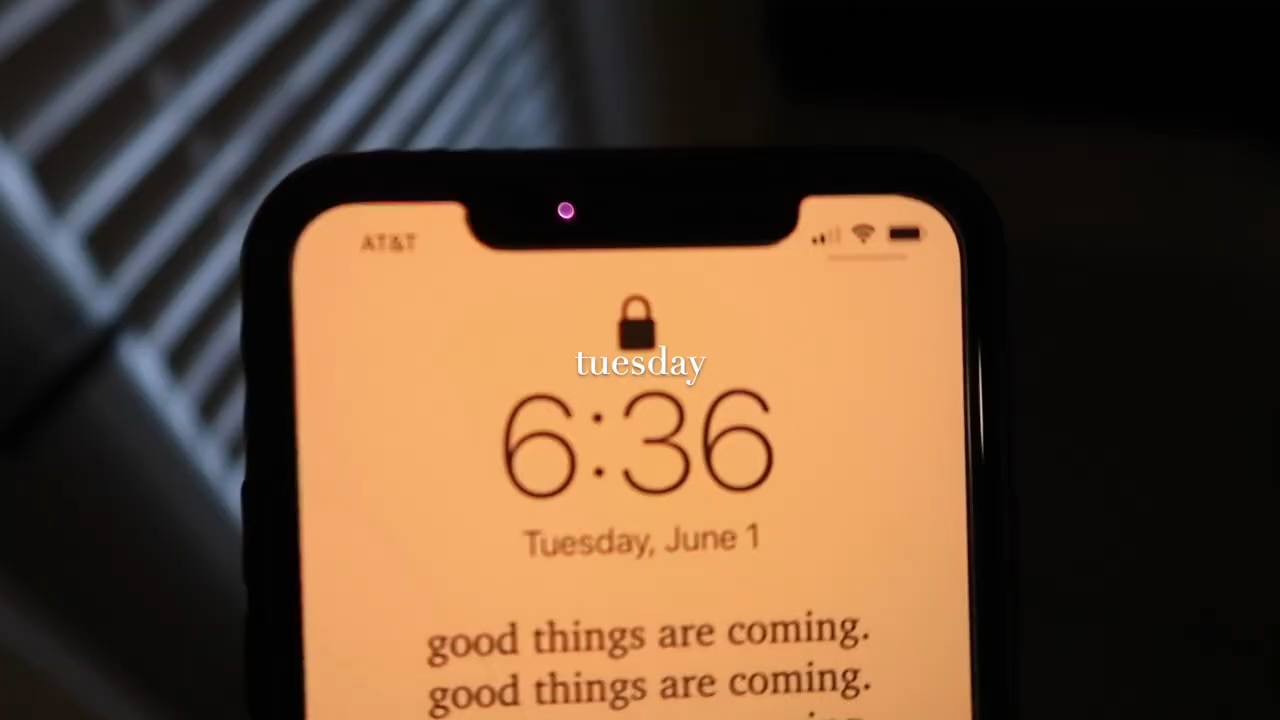 AT&T
tuesday
6:36
Tuesday, June 1
good things are coming.
good things are coming.